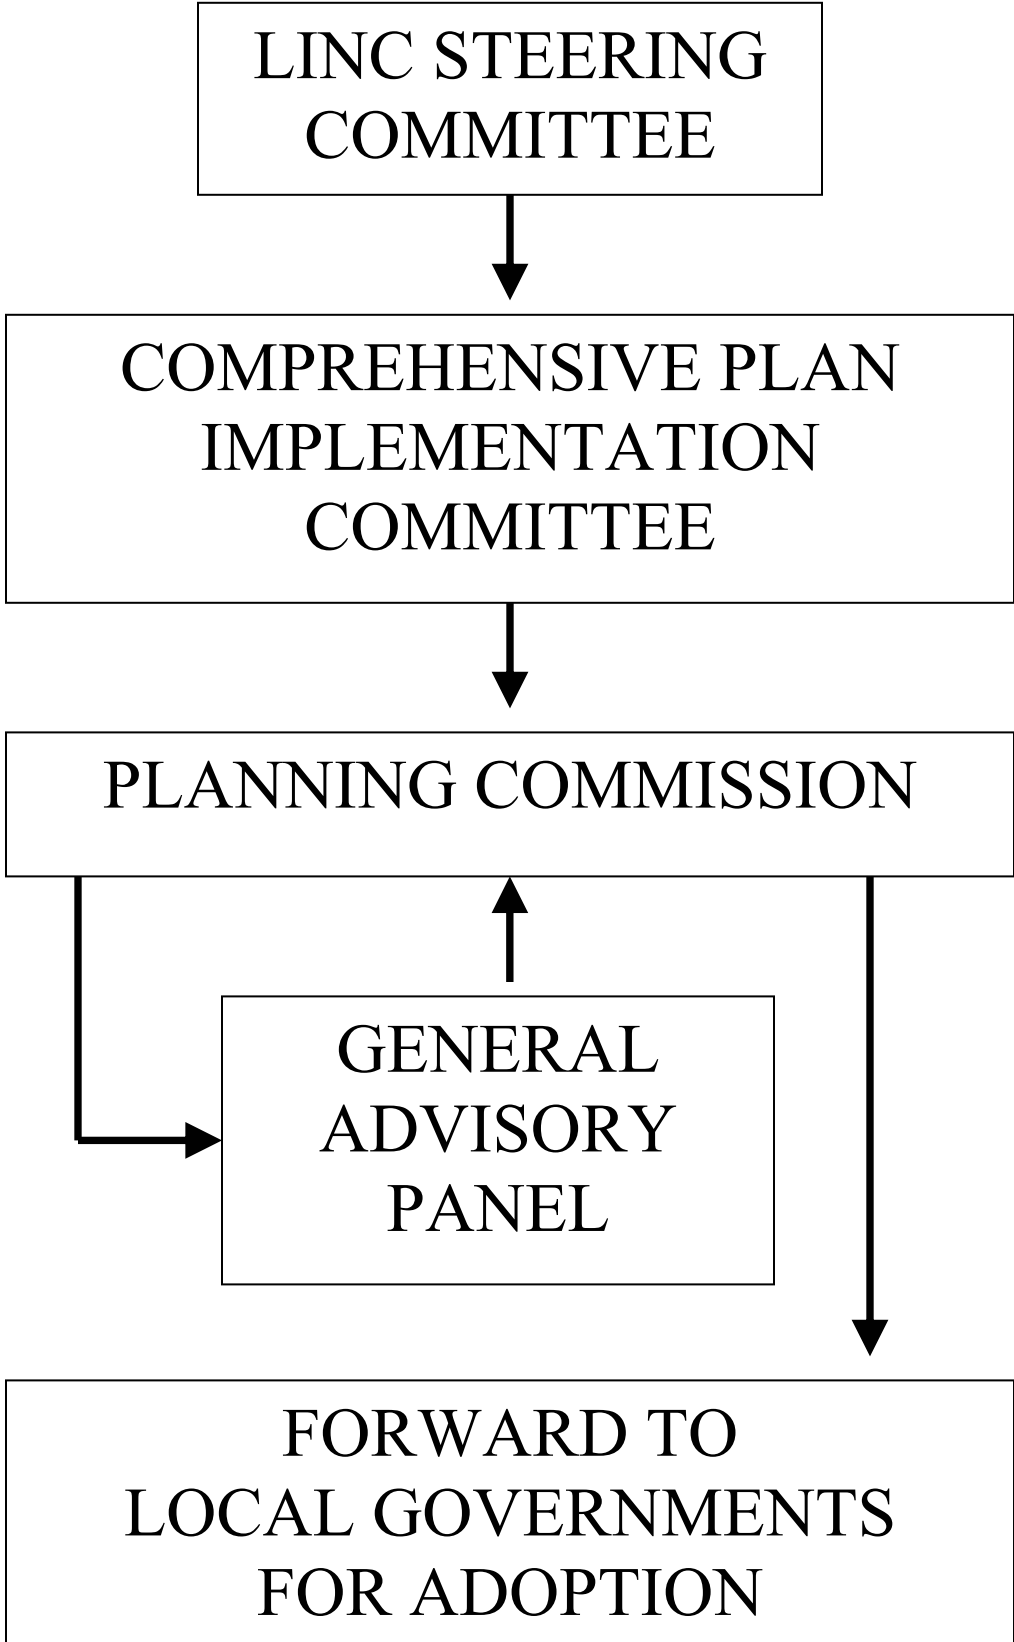 LINC STEERING
COMMITTEE
COMPREHENSIVE PLAN
IMPLEMENTATION
COMMITTEE
PLANNING COMMISSION
GENERAL
ADVISORY
PANEL
FORWARD TO
LOCAL GOVERNMENTS
FOR ADOPTION